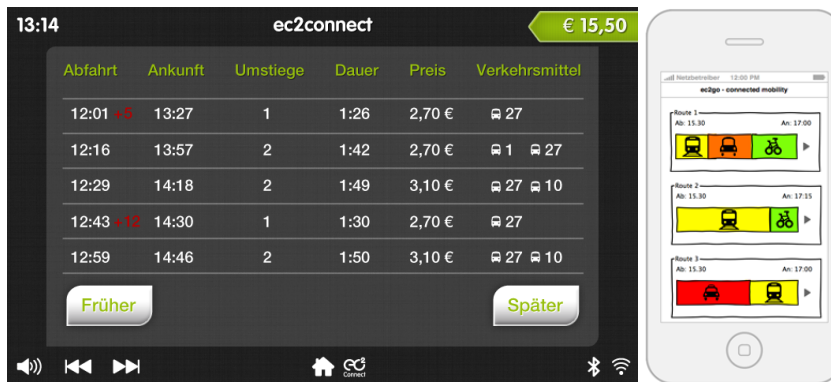 13:14 ec2connect € 15,50
Abfahrt Ankunft Umstiege Dauer Preis Verkehrsmittel
12:01 +5 13:27 1 1:26 2,70 € 27
12:16 13:57 2 1:42 2,70 € 1 27
12:29 14:18 2 1:49 3,10 € 27 10
12:43 +12 14:30 1 1:30 2,70 € 27
12:59 14:46 2 1:50 3,10 € 27 10
Früher Später
ec2 Connect
Netzbetreiber 12:00 PM
ec2go - connected mobility
Route 1
Ab: 15.30 An: 17:00
Route 2
Ab: 15.30 An: 17:15
Route 3
Ab: 15.30 An: 17:00